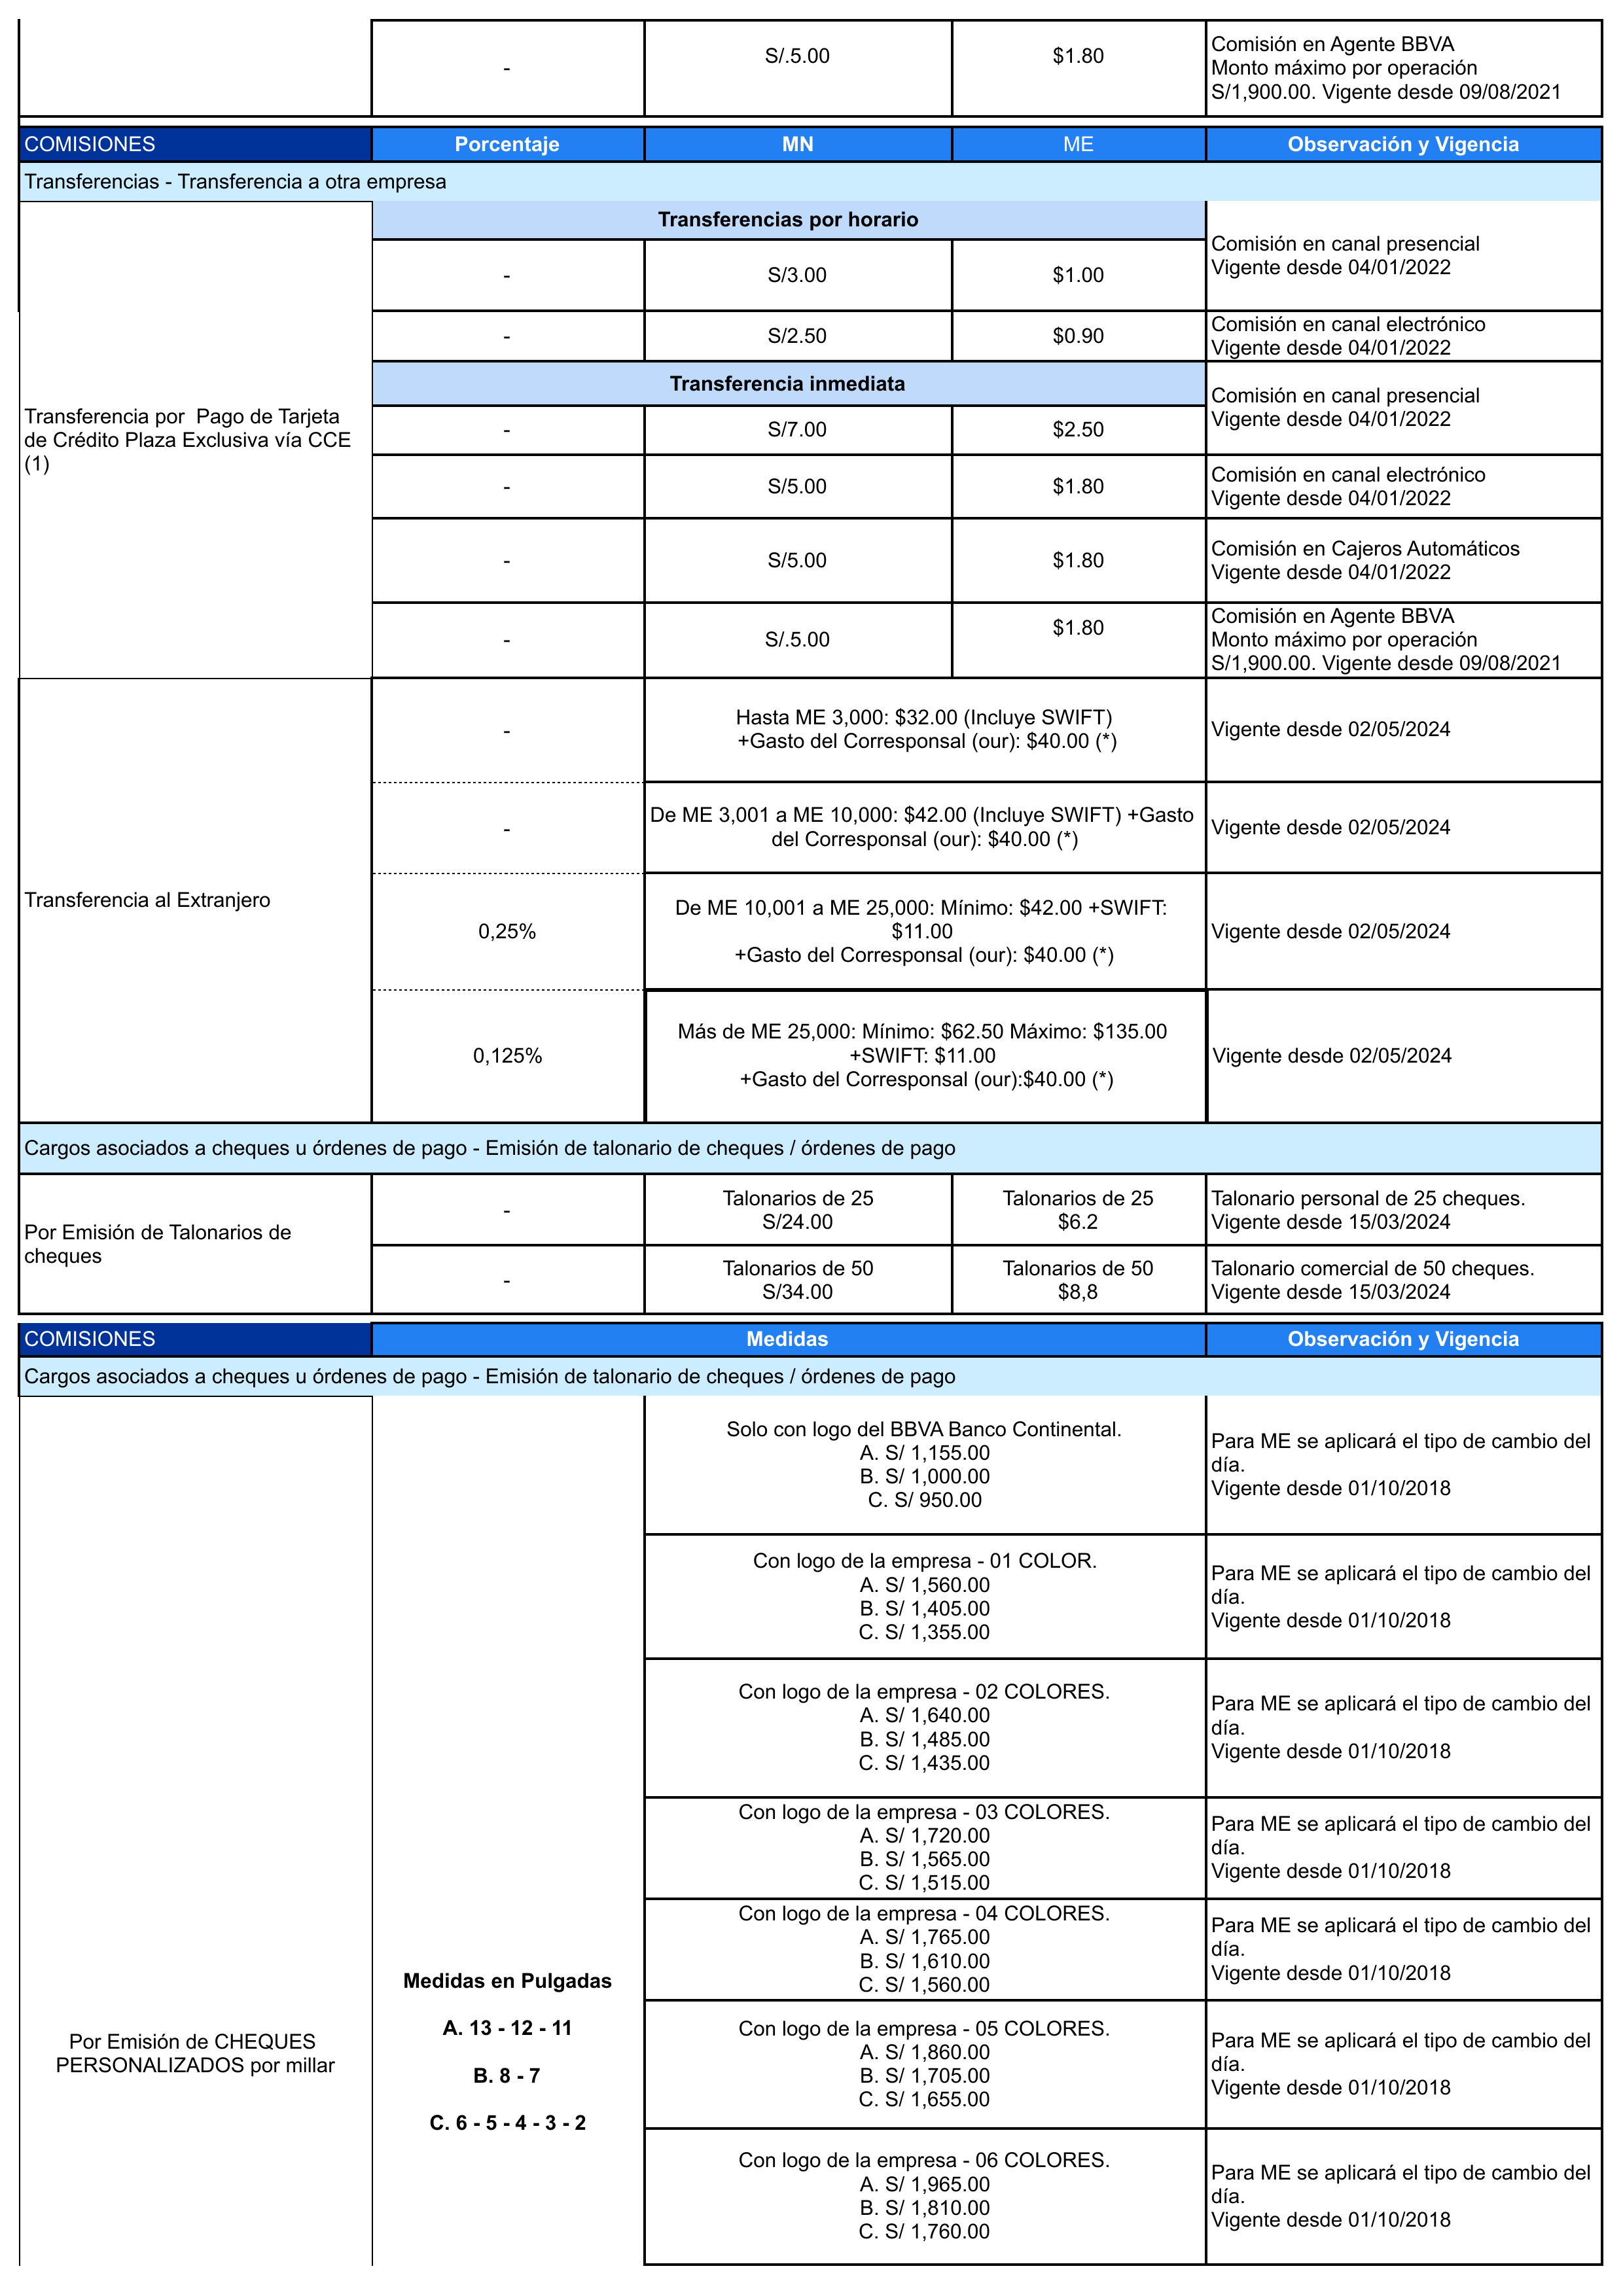 -
S/.5.00
$1.80
Comisión en Agente BBVA
Monto máximo por operación
S/1,900.00. Vigente desde 09/08/2021
COMISIONES
Porcentaje
MN
ME
Observación y Vigencia
Transferencias - Transferencia a otra empresa
Transferencia por  Pago de Tarjeta
de Crédito Plaza Exclusiva vía CCE
(1)
Transferencias por horario
-
S/3.00
$1.00
Comisión en canal presencial
Vigente desde 04/01/2022
-
S/2.50
$0.90
Comisión en canal electrónico
Vigente desde 04/01/2022
Transferencia inmediata
-
S/7.00
$2.50
Comisión en canal presencial
Vigente desde 04/01/2022
-
S/5.00
$1.80
Comisión en canal electrónico
Vigente desde 04/01/2022
-
S/5.00
$1.80
Comisión en Cajeros Automáticos
Vigente desde 04/01/2022
-
S/.5.00
$1.80
Comisión en Agente BBVA
Monto máximo por operación
S/1,900.00. Vigente desde 09/08/2021
Transferencia al Extranjero
-
Hasta ME 3,000: $32.00 (Incluye SWIFT)
+Gasto del Corresponsal (our): $40.00 (*)
Vigente desde 02/05/2024
-
De ME 3,001 a ME 10,000: $42.00 (Incluye SWIFT) +Gasto
del Corresponsal (our): $40.00 (*)
Vigente desde 02/05/2024
0,25%
De ME 10,001 a ME 25,000: Mínimo: $42.00 +SWIFT:
$11.00
+Gasto del Corresponsal (our): $40.00 (*)
Vigente desde 02/05/2024
0,125%
Más de ME 25,000: Mínimo: $62.50 Máximo: $135.00
+SWIFT: $11.00
+Gasto del Corresponsal (our):$40.00 (*)
Vigente desde 02/05/2024
Cargos asociados a cheques u órdenes de pago - Emisión de talonario de cheques / órdenes de pago
Por Emisión de Talonarios de
cheques
-
Talonarios de 25
S/24.00
Talonarios de 25
$6.2
Talonario personal de 25 cheques.
Vigente desde 15/03/2024
-
Talonarios de 50
S/34.00
Talonarios de 50
$8,8
Talonario comercial de 50 cheques.
Vigente desde 15/03/2024
COMISIONES
Medidas
Observación y Vigencia
Cargos asociados a cheques u órdenes de pago - Emisión de talonario de cheques / órdenes de pago
Por Emisión de CHEQUES
PERSONALIZADOS por millar
Medidas en Pulgadas
A. 13 - 12 - 11
B. 8 - 7
C. 6 - 5 - 4 - 3 - 2
Solo con logo del BBVA Banco Continental.
A. S/ 1,155.00
B. S/ 1,000.00
C. S/ 950.00
Para ME se aplicará el tipo de cambio del
día.
Vigente desde 01/10/2018
Con logo de la empresa - 01 COLOR.
A. S/ 1,560.00
B. S/ 1,405.00
C. S/ 1,355.00
Para ME se aplicará el tipo de cambio del
día.
Vigente desde 01/10/2018
Con logo de la empresa - 02 COLORES.
A. S/ 1,640.00
B. S/ 1,485.00
C. S/ 1,435.00
Para ME se aplicará el tipo de cambio del
día.
Vigente desde 01/10/2018
Con logo de la empresa - 03 COLORES.
A. S/ 1,720.00
B. S/ 1,565.00
C. S/ 1,515.00
Para ME se aplicará el tipo de cambio del
día.
Vigente desde 01/10/2018
Con logo de la empresa - 04 COLORES.
A. S/ 1,765.00
B. S/ 1,610.00
C. S/ 1,560.00
Para ME se aplicará el tipo de cambio del
día.
Vigente desde 01/10/2018
Con logo de la empresa - 05 COLORES.
A. S/ 1,860.00
B. S/ 1,705.00
C. S/ 1,655.00
Para ME se aplicará el tipo de cambio del
día.
Vigente desde 01/10/2018
Con logo de la empresa - 06 COLORES.
A. S/ 1,965.00
B. S/ 1,810.00
C. S/ 1,760.00
Para ME se aplicará el tipo de cambio del
día.
Vigente desde 01/10/2018